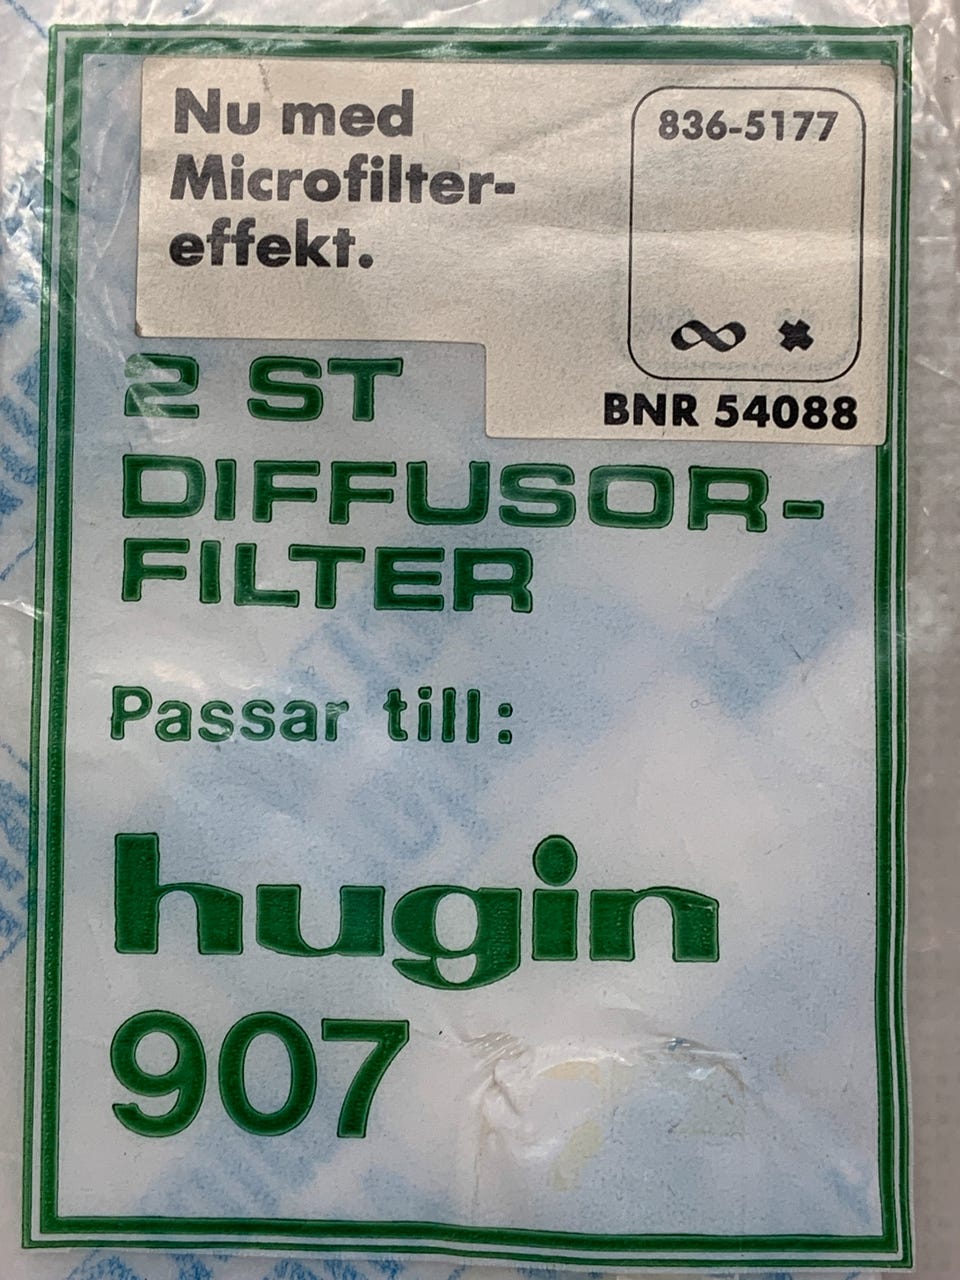 Nu med
Microfilter-
effekt.
836-5177
BNR 54088
2 ST
DIFFUSOR-
FILTER
Passar till:
hugin
907